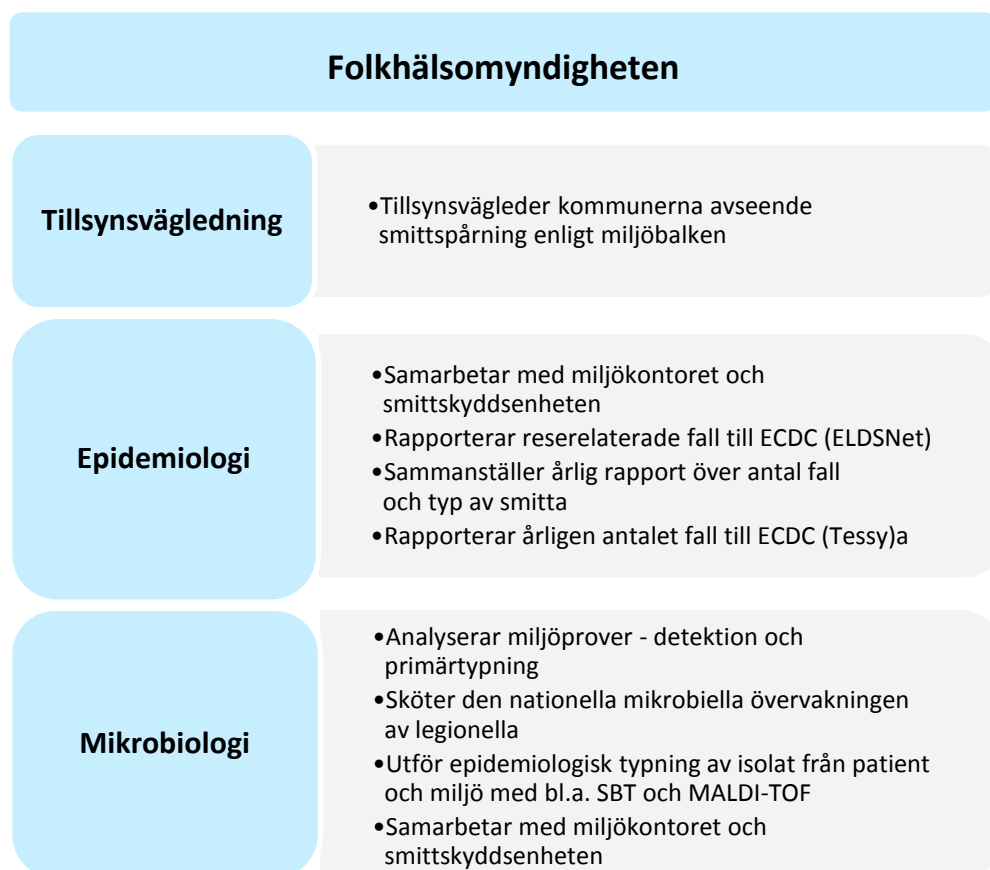 Folkhälsomyndigheten
Tillsynsvägledning
•Tillsynsvägleder kommunerna avseende
smittspårning enligt miljöbalken
Epidemiologi
•Samarbetar med miljökontoret och
smittskyddsenheten
•Rapporterar reserelaterade fall till ECDC (ELDSNet)
•Sammanställer årlig rapport över antal fall
och typ av smitta
•Rapporterar årligen antalet fall till ECDC (Tessy)a
Mikrobiologi
•Analyserar miljöprover - detektion och
primärtypning
•Sköter den nationella mikrobiella övervakningen
av legionella
•Utför epidemiologisk typning av isolat från patient
och miljö med bl.a. SBT och MALDI-TOF
•Samarbetar med miljökontoret och
smittskyddsenheten